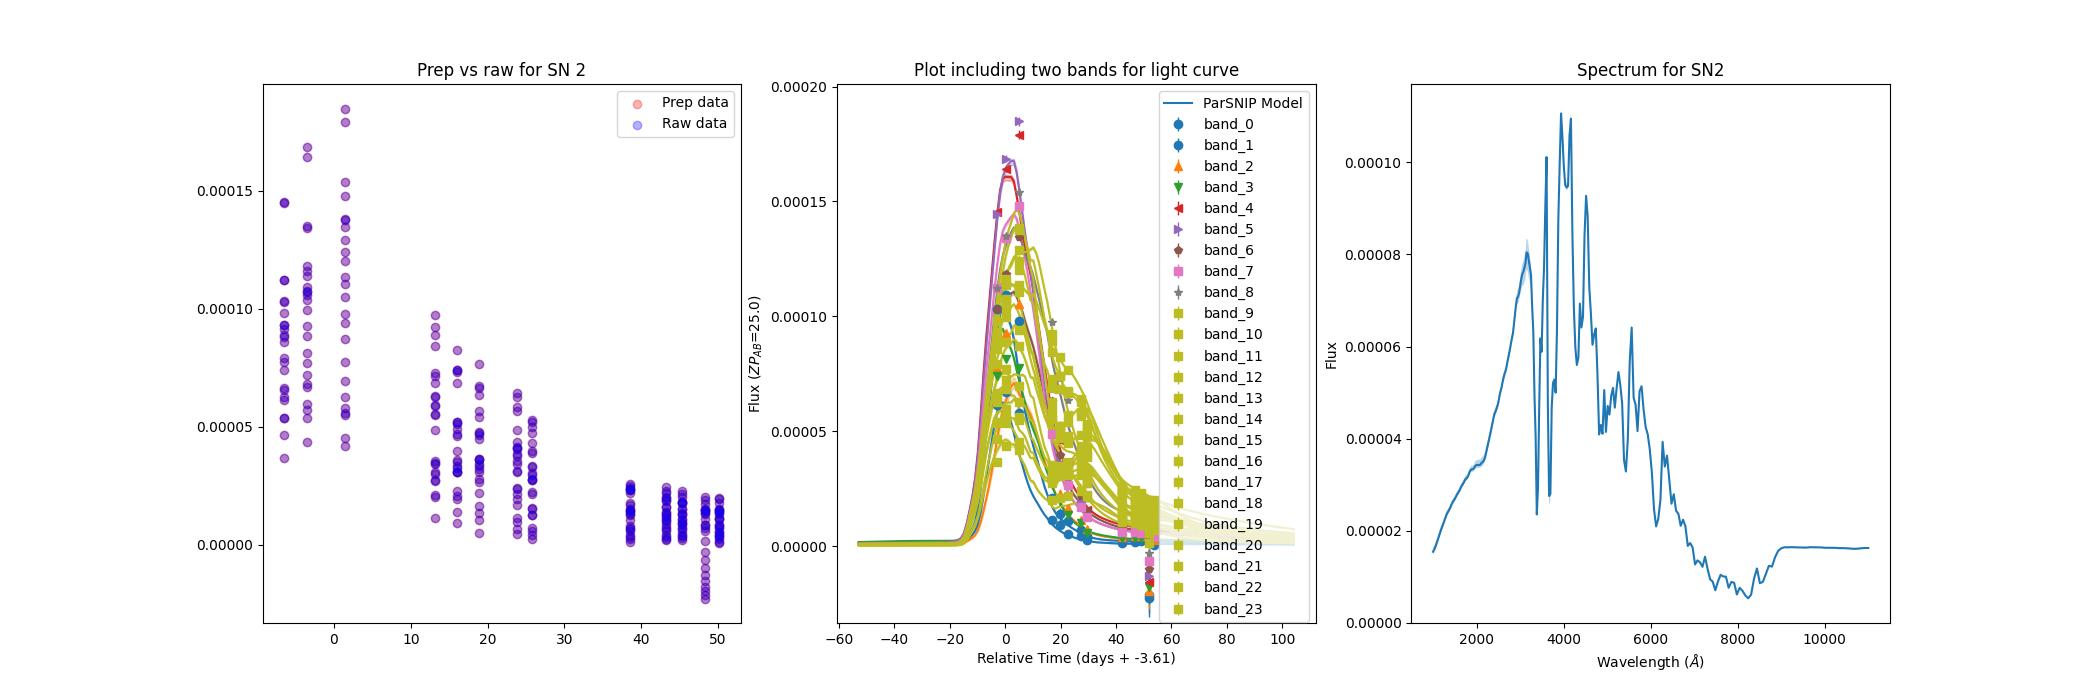 Prep vs raw for SN 2
Prep data
Raw data
0.00015
0.00010
0.00005
0.00000
0
10
20
30
40
50
Plot including two bands for light curve
Flux (ZP_AB=25.0)
0.00020
0.00015
0.00010
0.00005
0.00000
ParSNIP Model
band_0
band_1
band_2
band_3
band_4
band_5
band_6
band_7
band_8
band_9
band_10
band_11
band_12
band_13
band_14
band_15
band_16
band_17
band_18
band_19
band_20
band_21
band_22
band_23
−60
−40
−20
0
20
40
60
80
100
Relative Time (days + -3.61)
Spectrum for SN2
Flux
0.00010
0.00008
0.00006
0.00004
0.00002
0.00000
2000
4000
6000
8000
10000
Wavelength (Å)